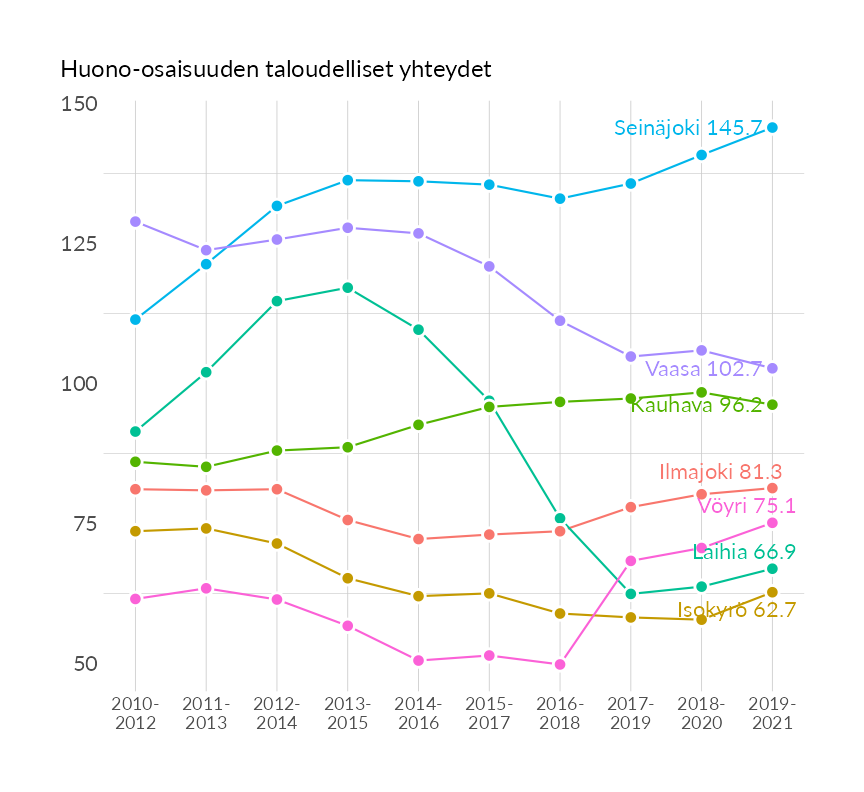 Huono-osaisuuden taloudelliset yhteydet
150
Seinäjoki 145.7
125
Vaasa 102.7
100
Kauhava 96.2
Ilmajoki 81.3
Vöyri 75.1
75
Laihia 66.9
Isokyrö 62.7
50
2010- 2011- 2012- 2013- 2014- 2015- 2016- 2017- 2018- 2019-
2012 2013 2014 2015 2016 2017 2018 2019 2020 2021